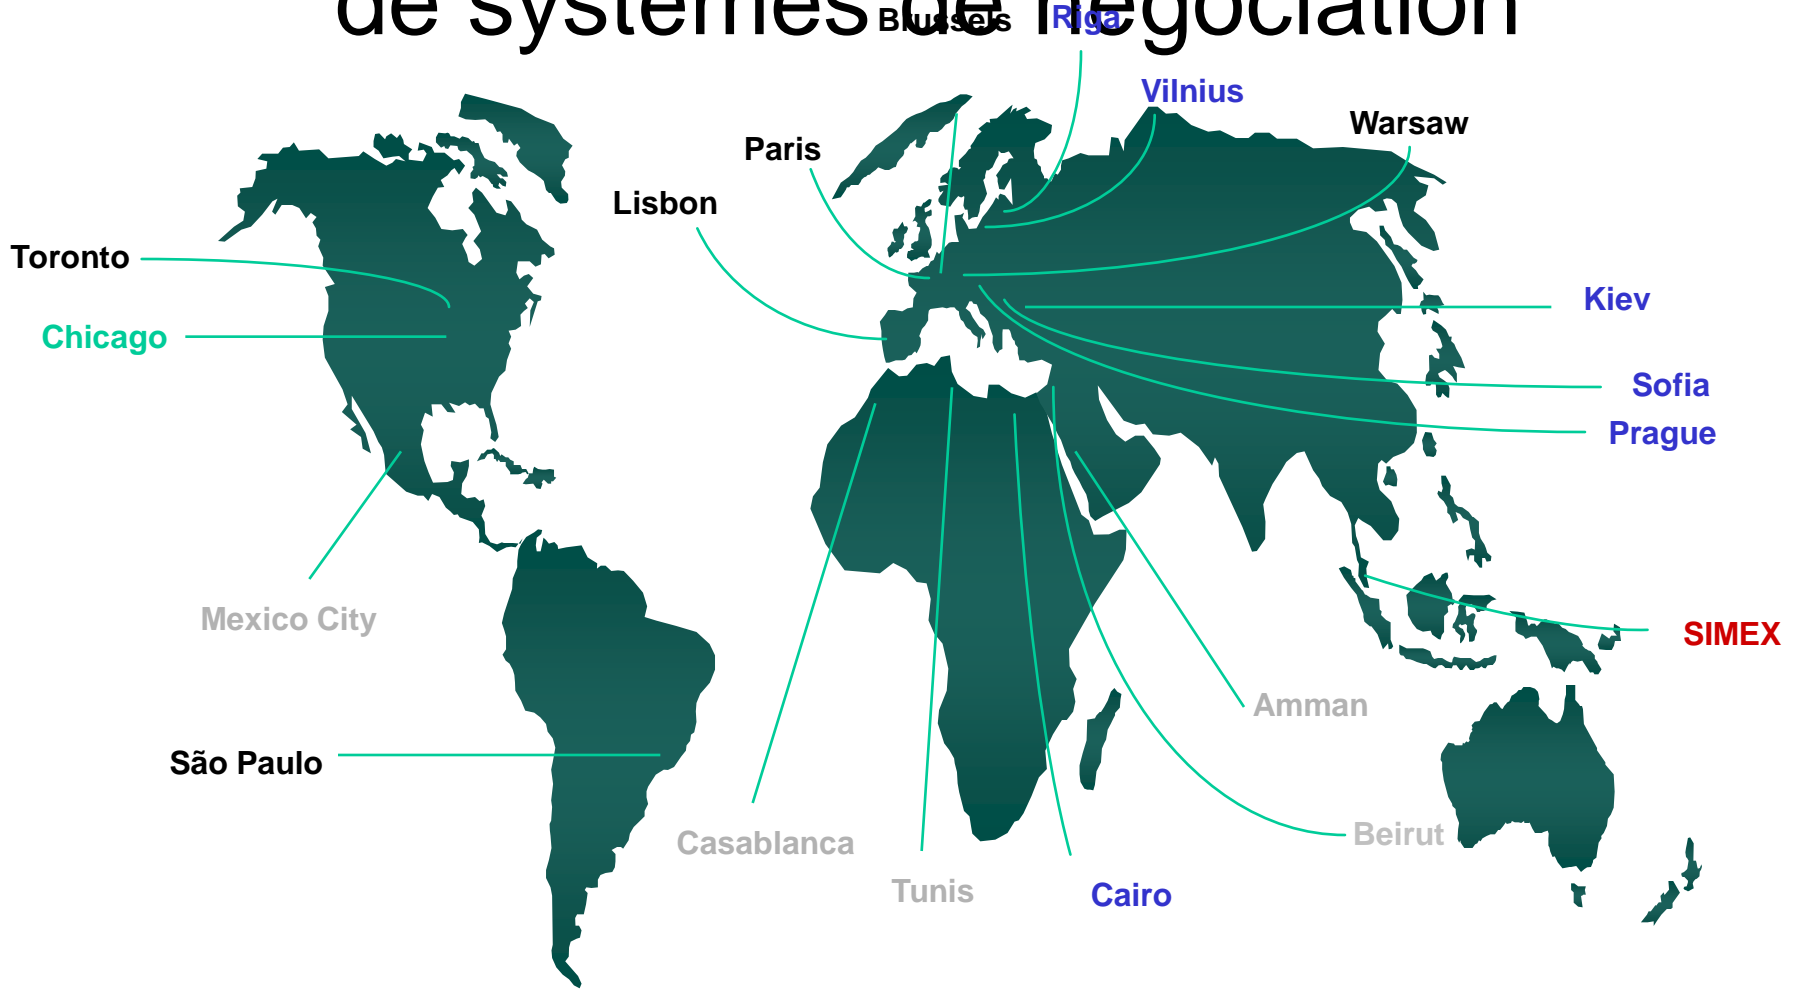 de systèmes de négociation
Brussels
Riga
Vilnius
Warsaw
Paris
Lisbon
Toronto
Kiev
Chicago
Sofia
Prague
Mexico City
SIMEX
Amman
São Paulo
Casablanca
Beirut
Tunis
Cairo